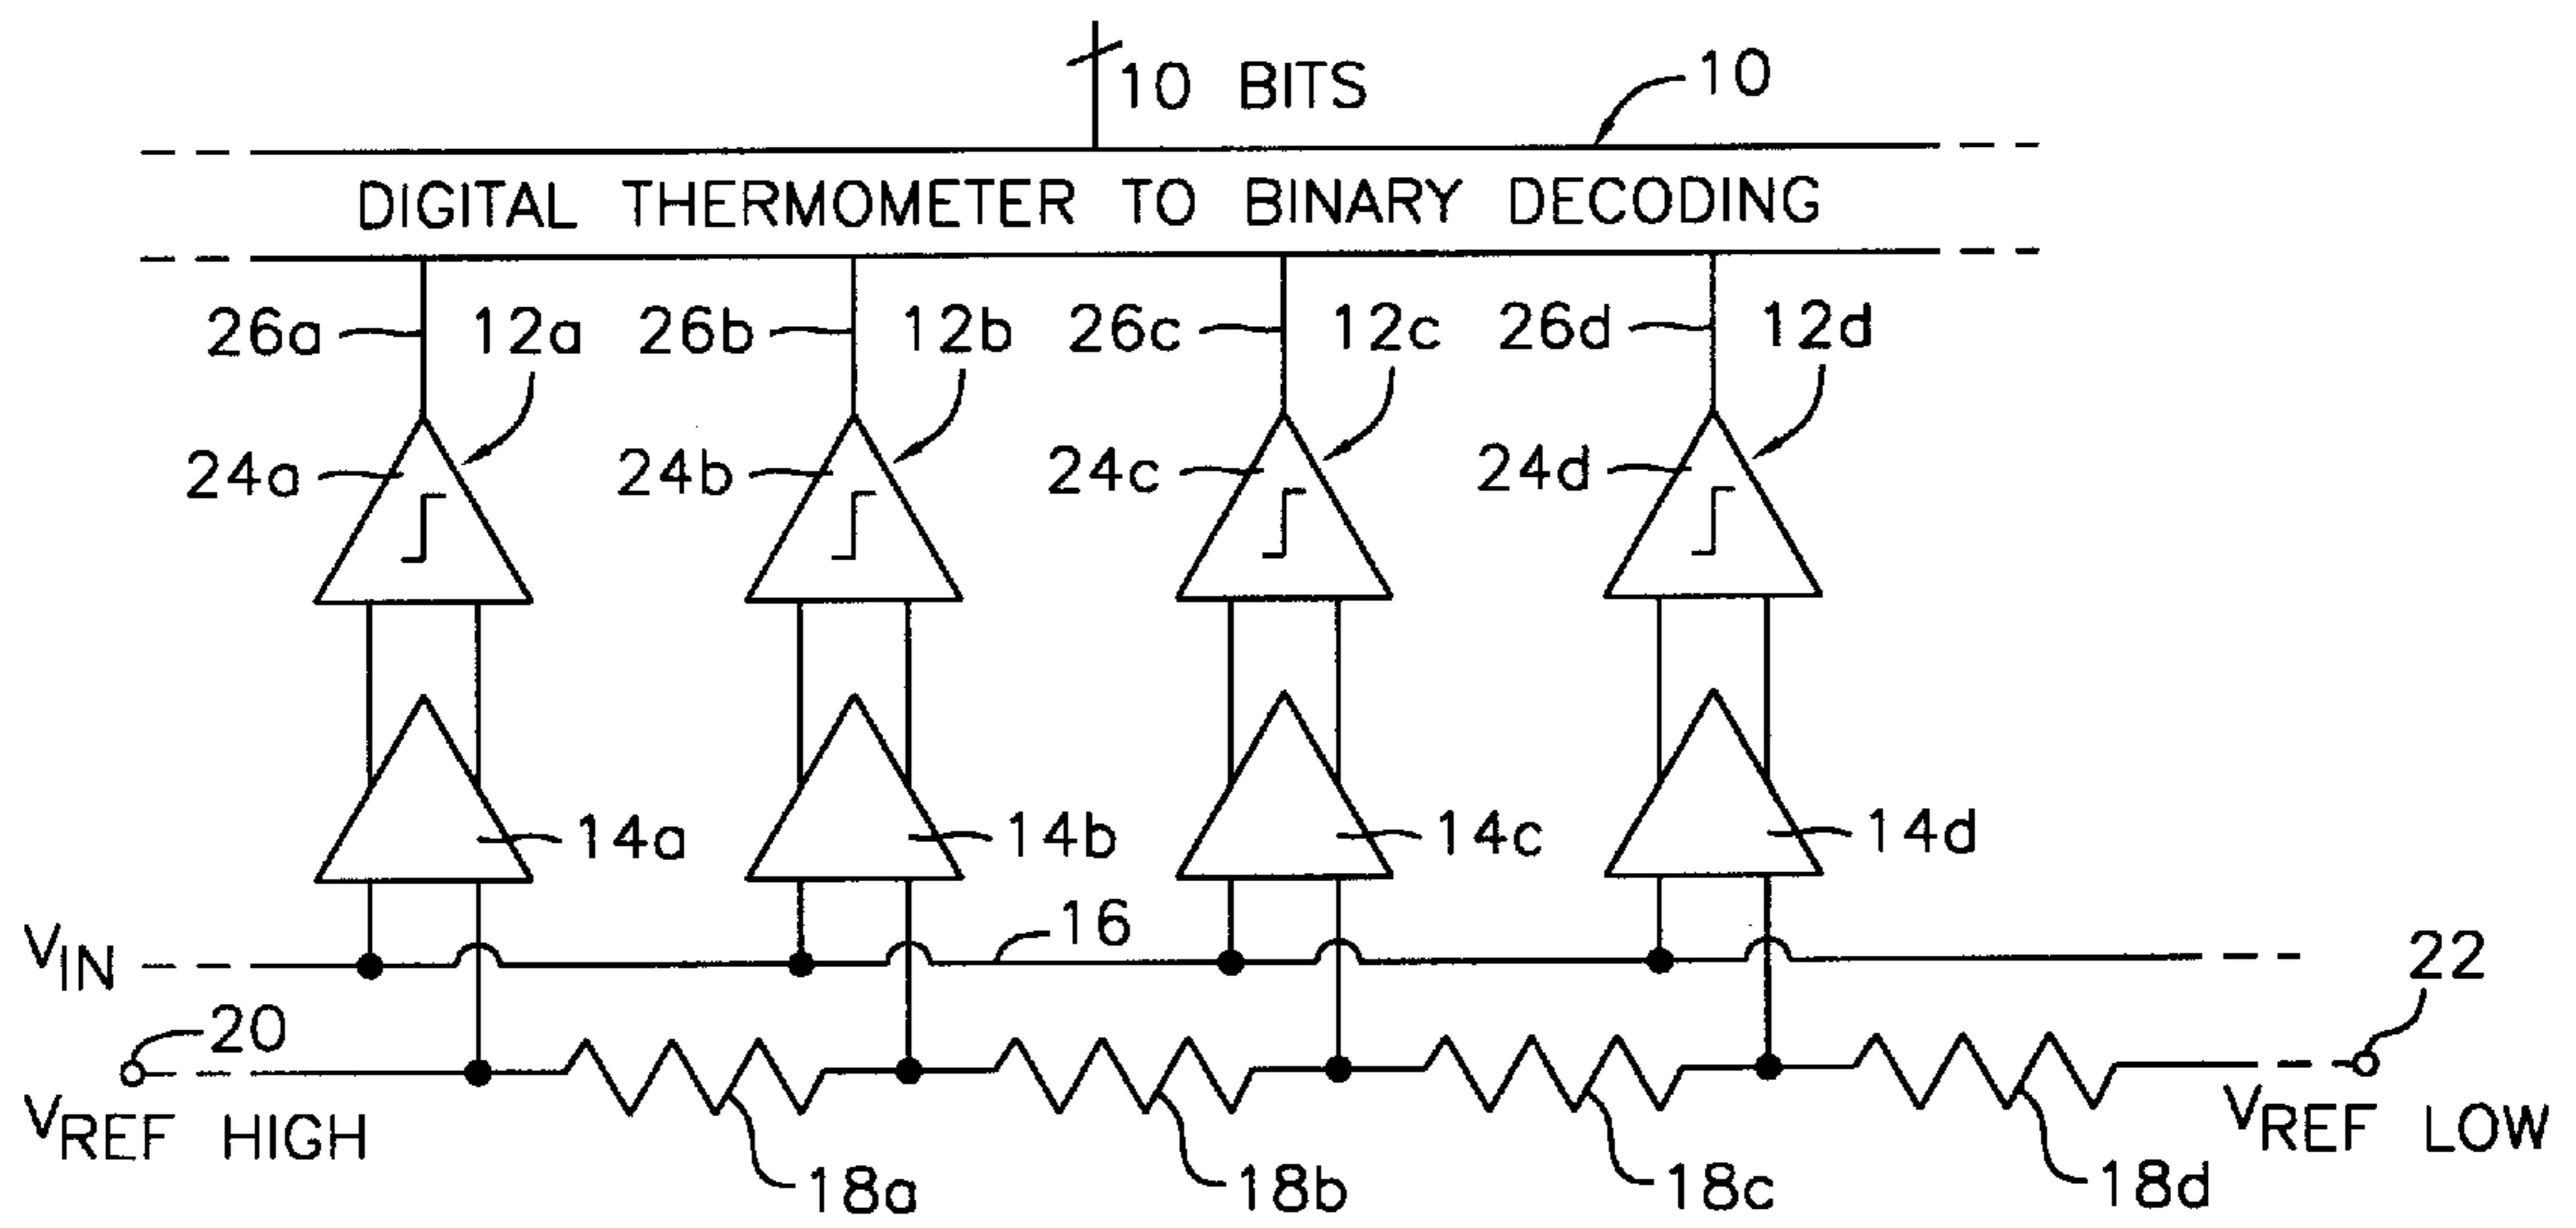 10 BITS
10
DIGITAL THERMOMETER TO BINARY DECODING
26a 12a 26b 12b 26c 12c 26d 12d
24a 24b 24c 24d
14a 14b 14c 14d
VIN 16 22
20
VREF HIGH VREF LOW
18a 18b 18c 18d